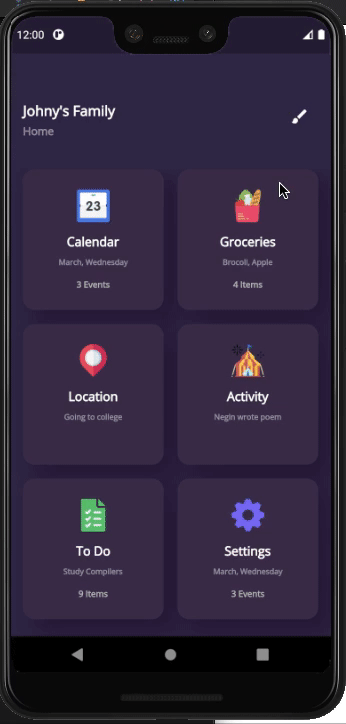 12:00
Johny's Family
Home
23
Calendar
March, Wednesday
3 Events
Groceries
Brocoli, Apple
4 Items
Location
Going to college
Activity
Negin wrote poem
To Do
Study Compilers
9 Items
Settings
March, Wednesday
3 Events